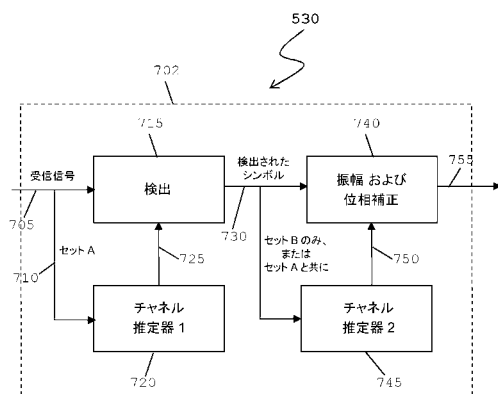 530
702
715
740
受信信号
検出
検出された
シンボル
振幅 および
位相補正
755
705
730
セットA
710
725
セットBのみ、
または
セットAと共に
750
チャネル
推定器 1
チャネル
推定器 2
720
745